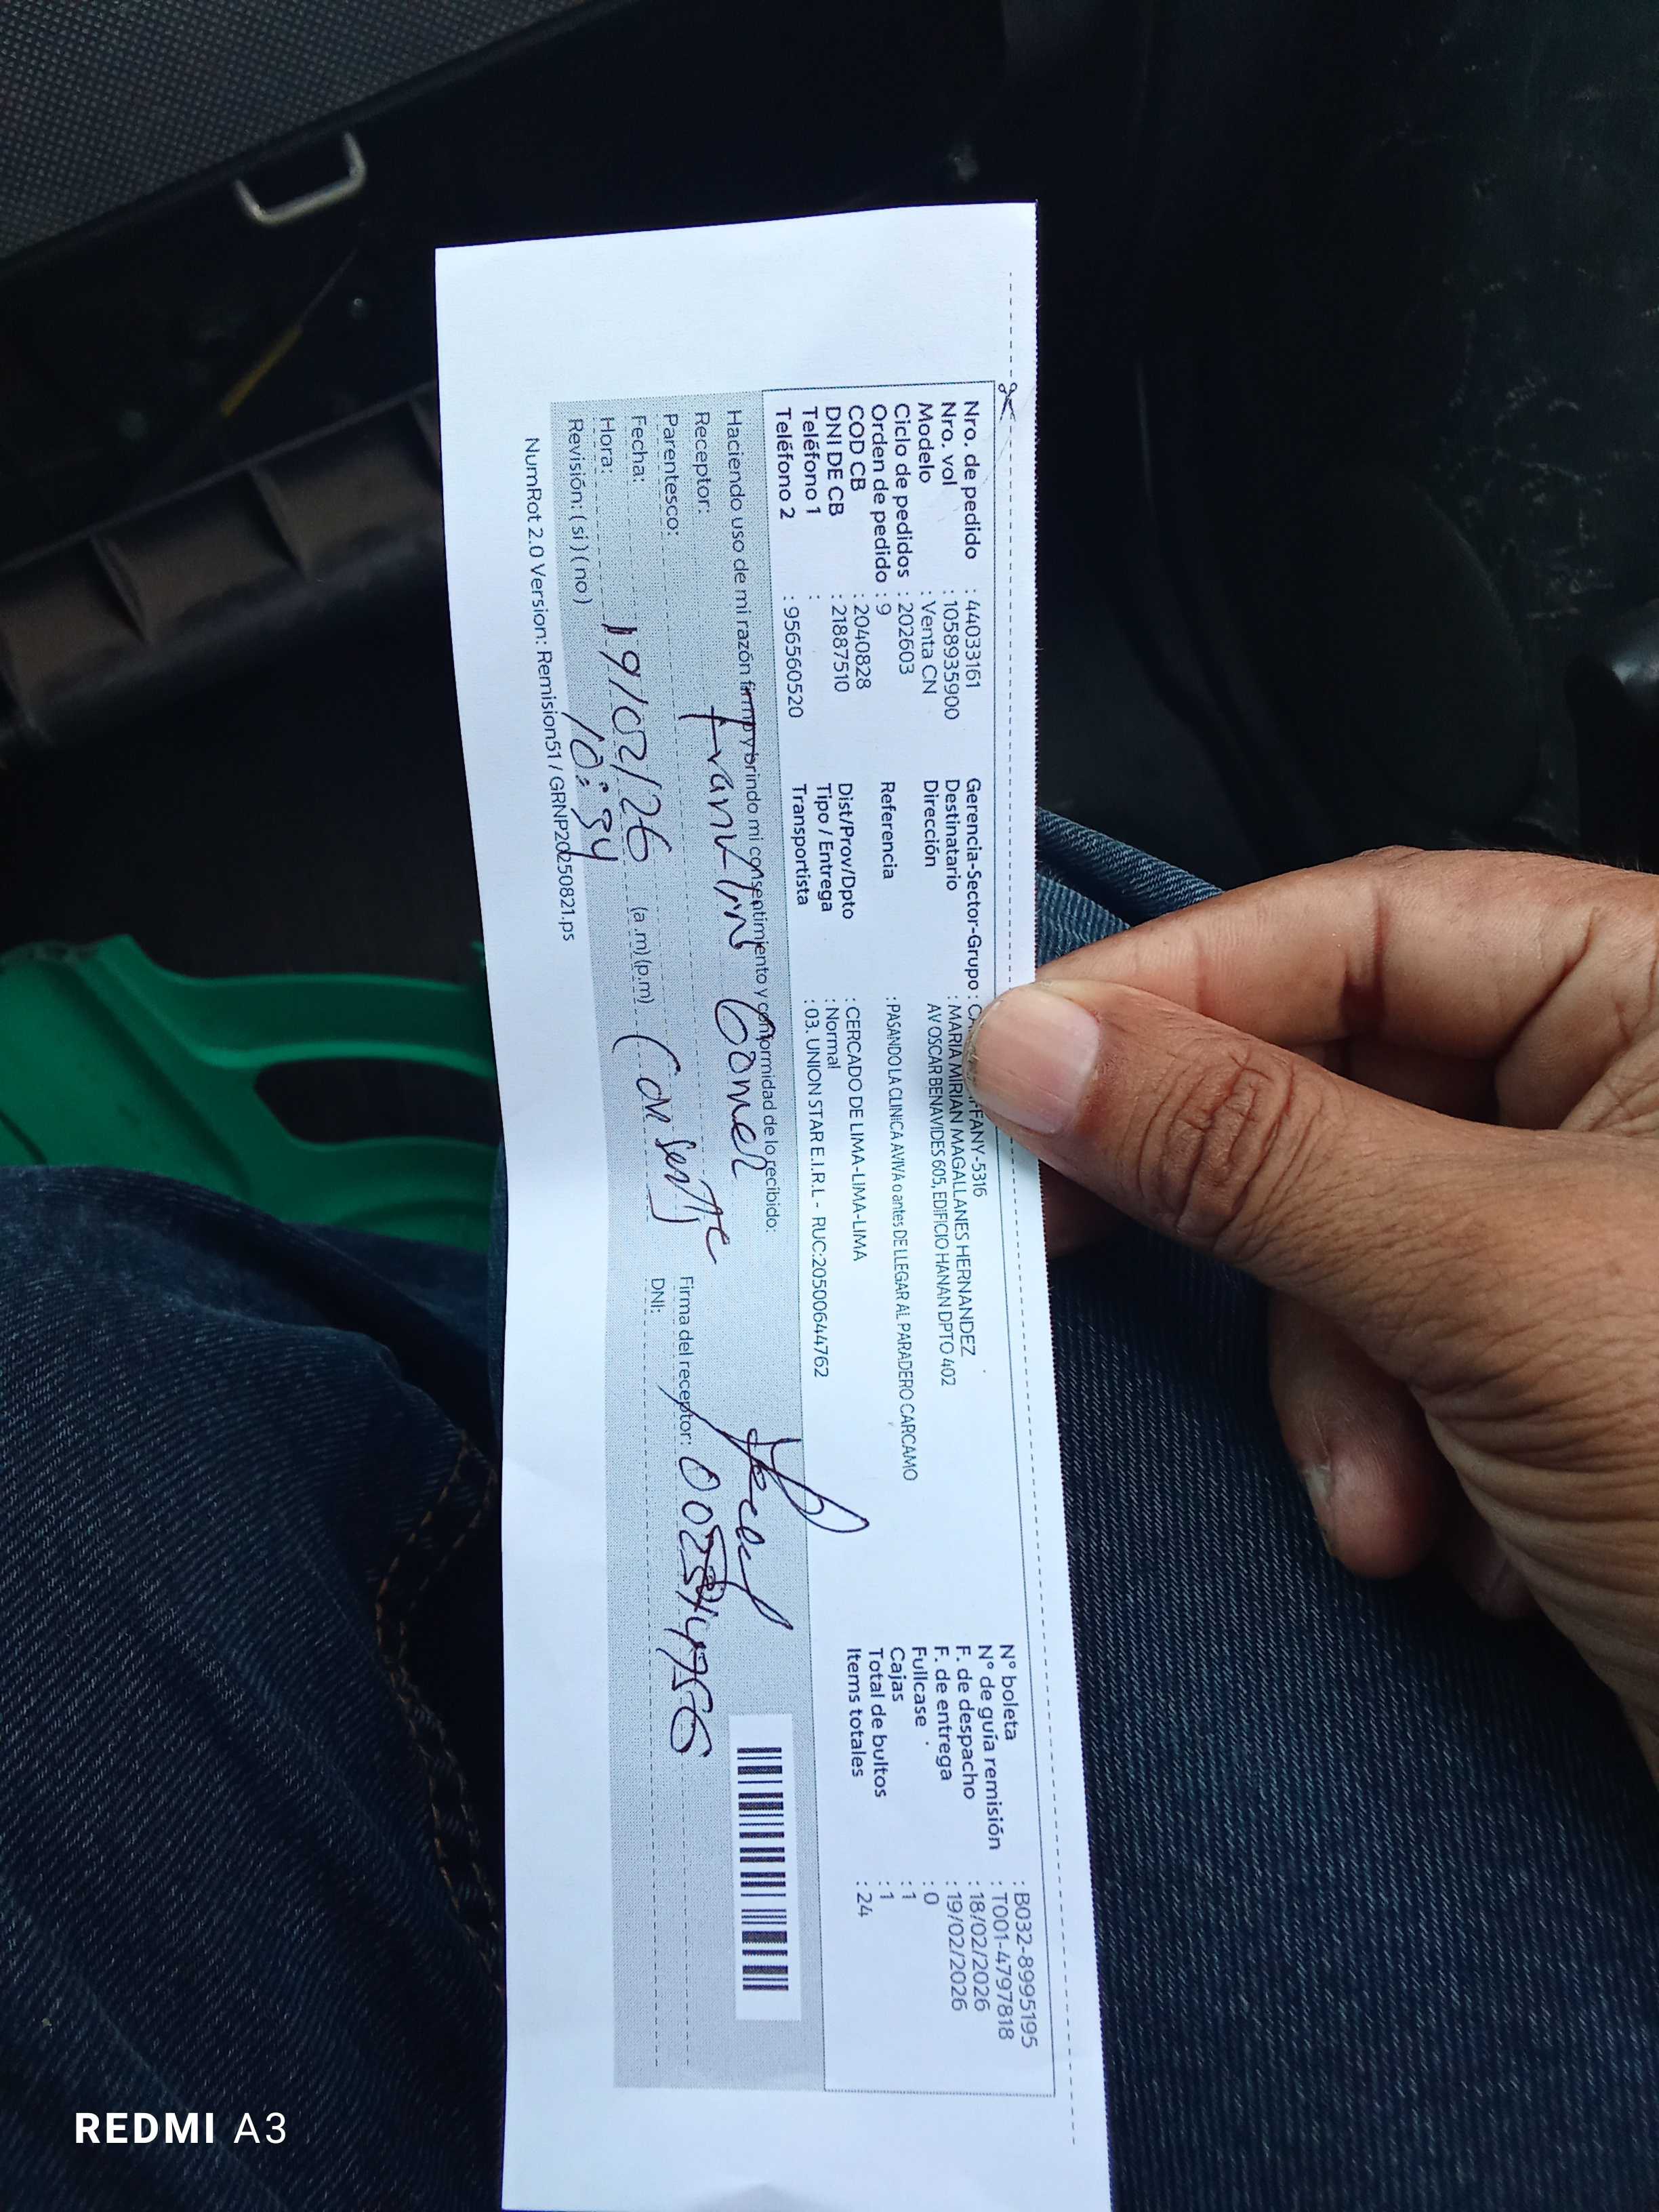 Nro. de pedido : 44033161
Nro. vol : 1058935900
Modelo : Venta CN
Ciclo de pedidos : 202603
Orden de pedido : 9
COD CB : 2040828
DNI DE CB : 21887510
Teléfono 1 :
Teléfono 2 : 956560520
Gerencia-Sector-Grupo : -5316
Destinatario : MARIA MIRIAN MAGALLANES HERNANDEZ
Dirección AV OSCAR BENAVIDES 605, EDIFICIO HANAN DPTO 402
Referencia : PASANDO LA CLINICA AVIVA o antes DE LLEGAR AL PARADERO CARCAMO
Dist/Prov/Dpto : CERCADO DE LIMA-LIMA-LIMA
Tipo / Entrega : Normal
Transportista : 03. UNION STAR E.I.R.L - RUC:20500644762
N° boleta : B032-8995195
N° de guía remisión : T001-4797818
F. de despacho : 18/02/2026
F. de entrega : 19/02/2026
Fullcase : 0
Cajas : 1
Total de bultos : 1
Items totales : 24
Haciendo uso de mi razón firmo y brindo mi consentimiento y conformidad de lo recibido:
Receptor:
Parentesco:
Fecha: 19/02/26
Hora: 10:34 (a.m) (p.m)
Revisión: ( si ) ( no )
Firma del receptor:
DNI:
NumRot 2.0 Version: Remision51 / GRNP20250821.ps
REDMI A3